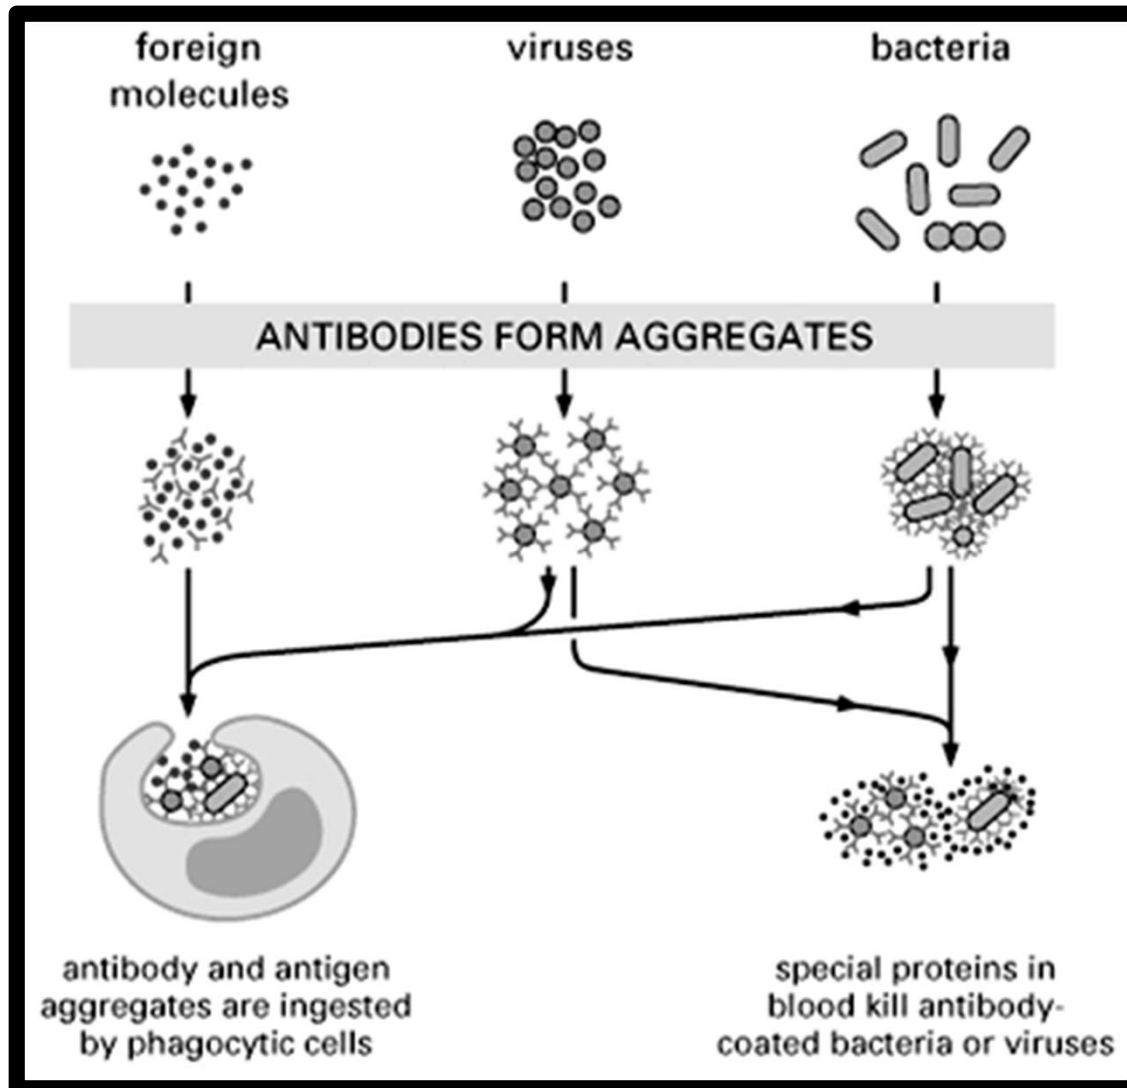 foreign
molecules
viruses
bacteria
ANTIBODIES FORM AGGREGATES
antibody and antigen
aggregates are ingested
by phagocytic cells
special proteins in
blood kill antibody-
coated bacteria or viruses